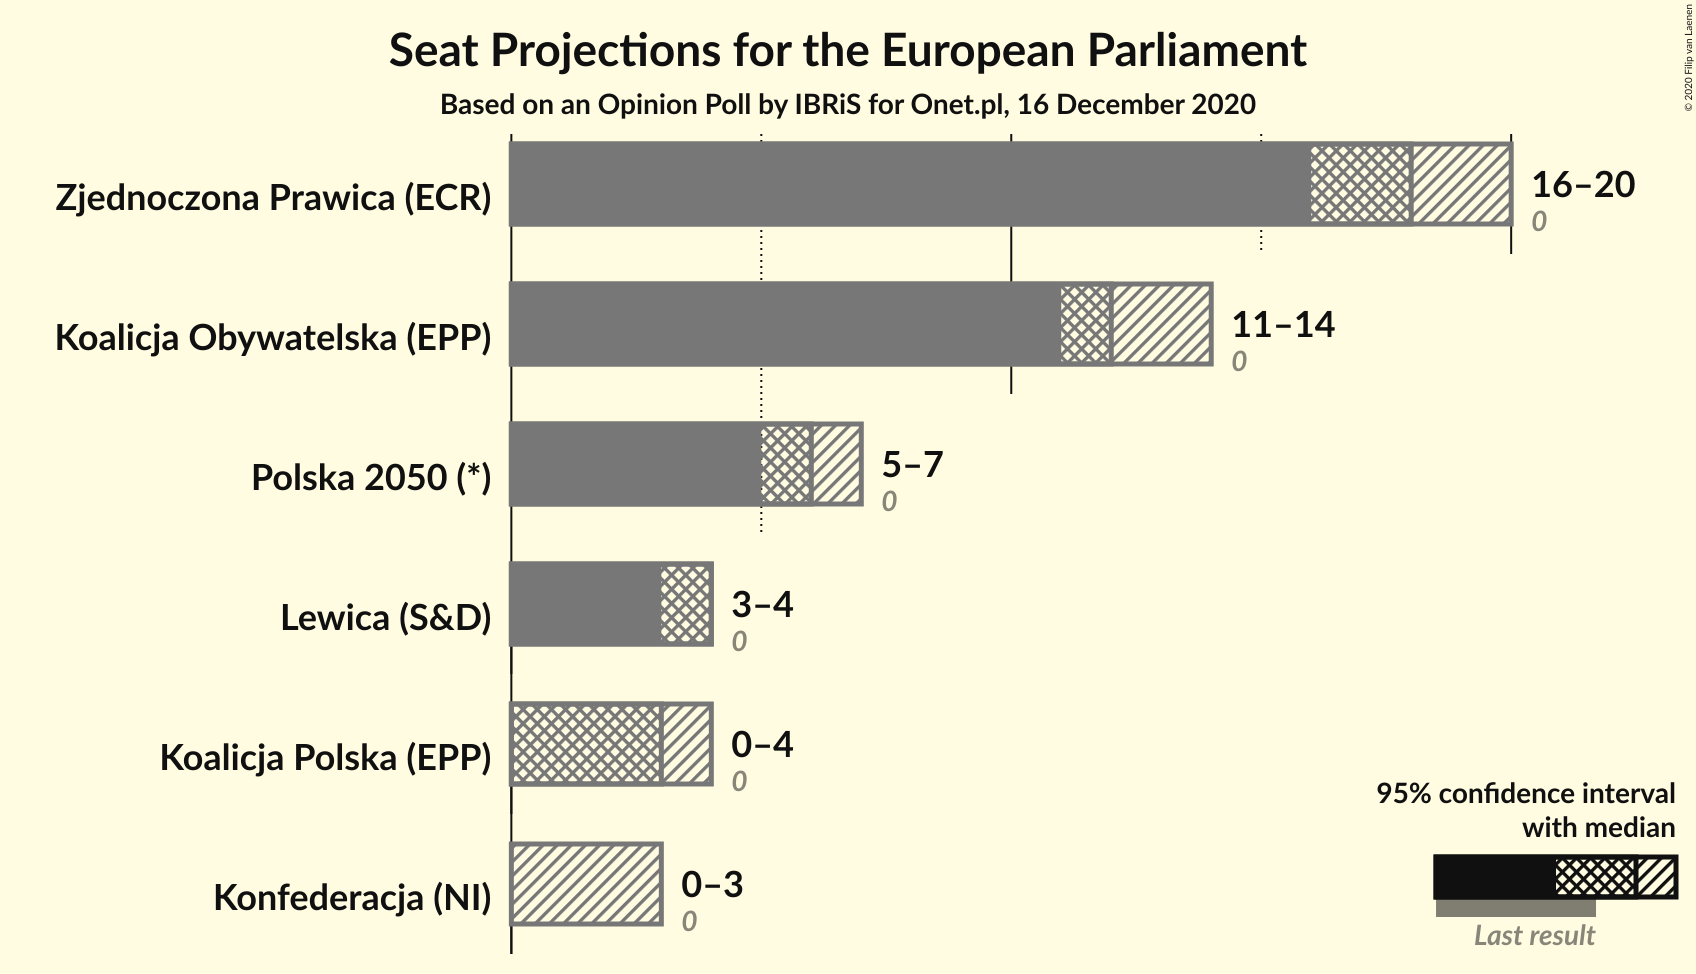 Seat Projections for the European Parliament
Based on an Opinion Poll by IBRiS for Onet.pl, 16 December 2020
© 2020 Filip van Laenen
Zjednoczona Prawica (ECR)
16–20
0
Koalicja Obywatelska (EPP)
11–14
0
Polska 2050 (*)
5–7
0
Lewica (S&D)
3–4
0
Koalicja Polska (EPP)
0–4
0
Konfederacja (NI)
0–3
0
95% confidence interval
with median
Last result